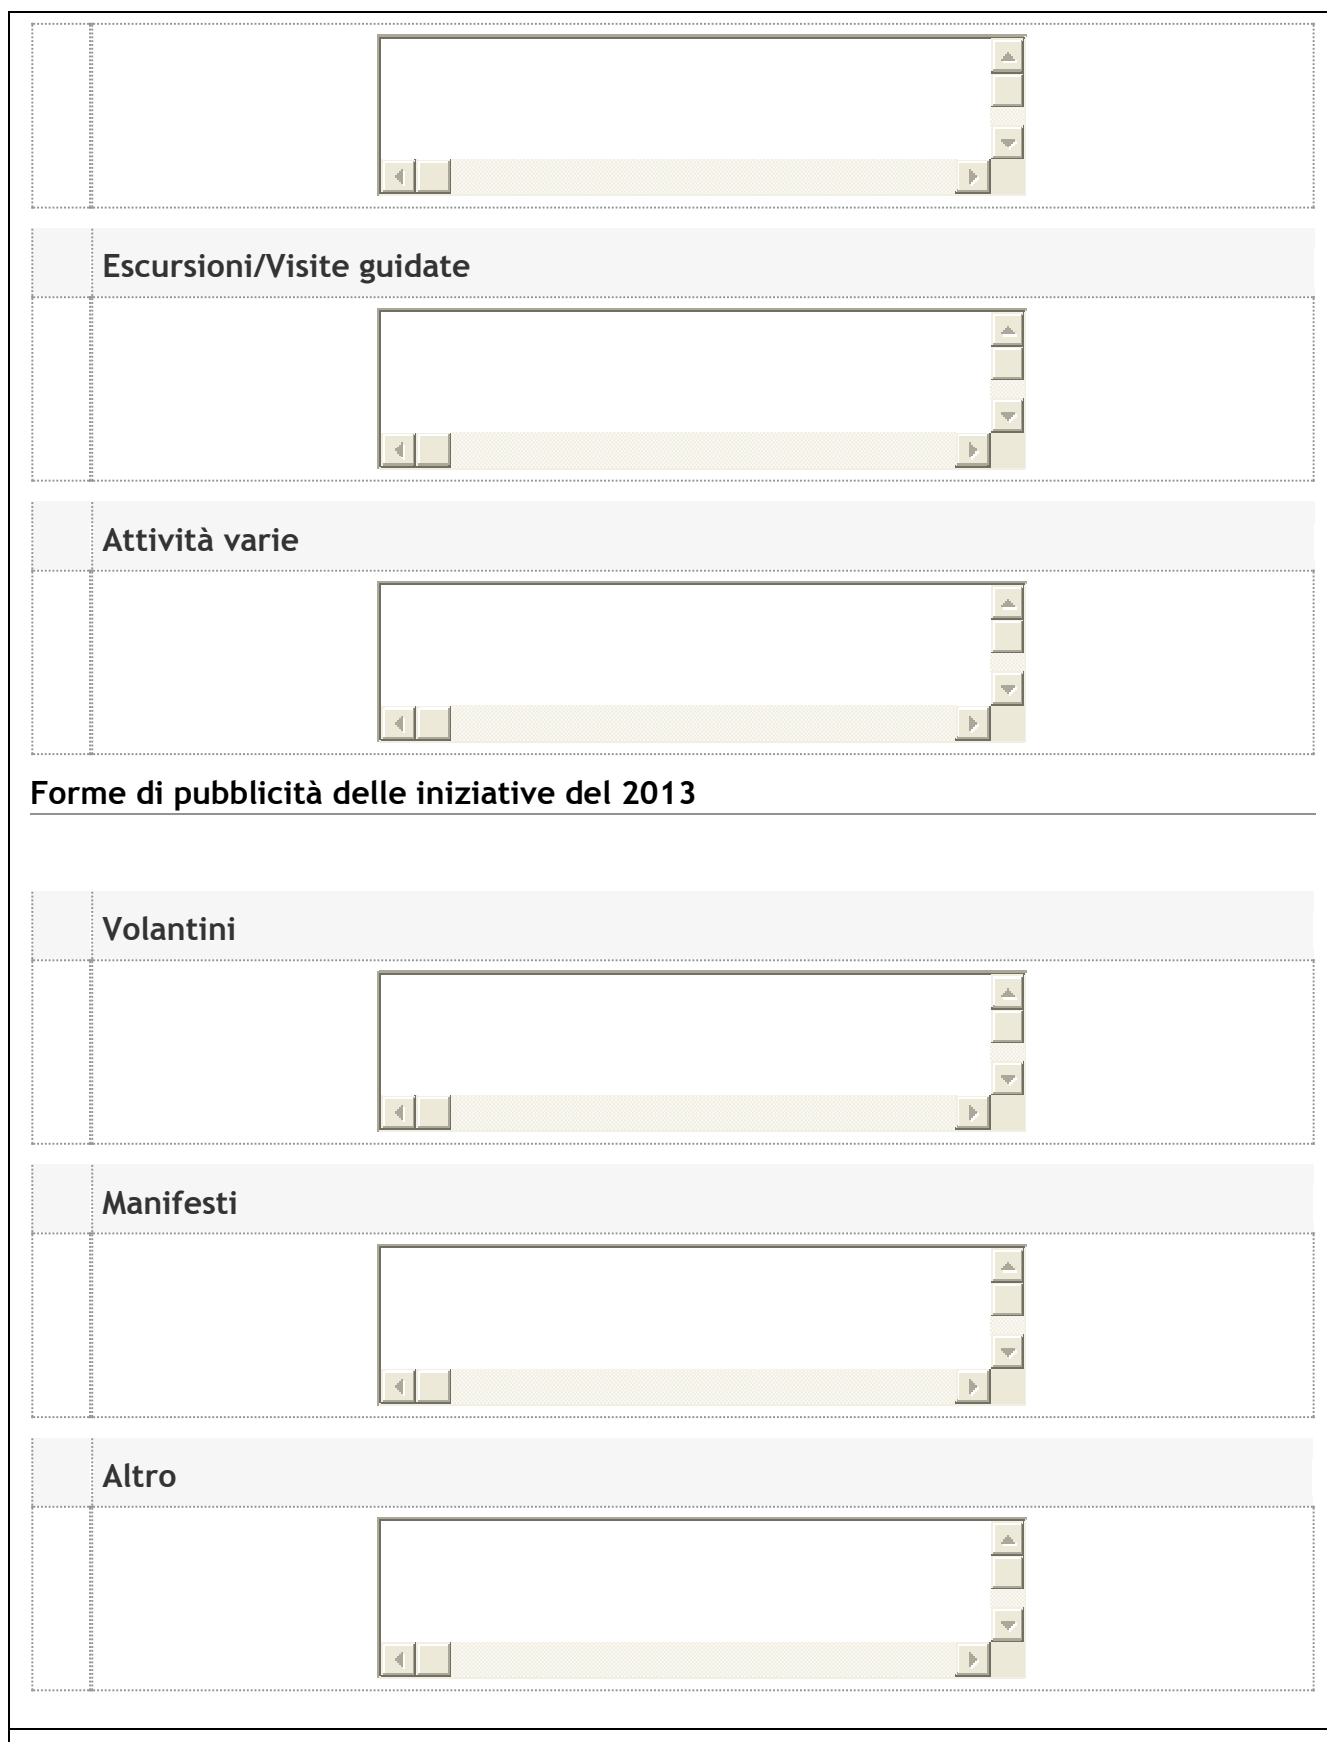 Escursioni/Visite guidate
Attività varie
Forme di pubblicità delle iniziative del 2013
Volantini
Manifesti
Altro